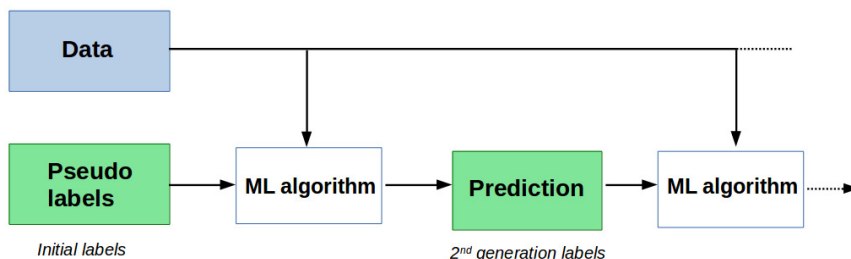 Data
Pseudo
labels
ML algorithm
Prediction
ML algorithm
Initial labels
2nd generation labels